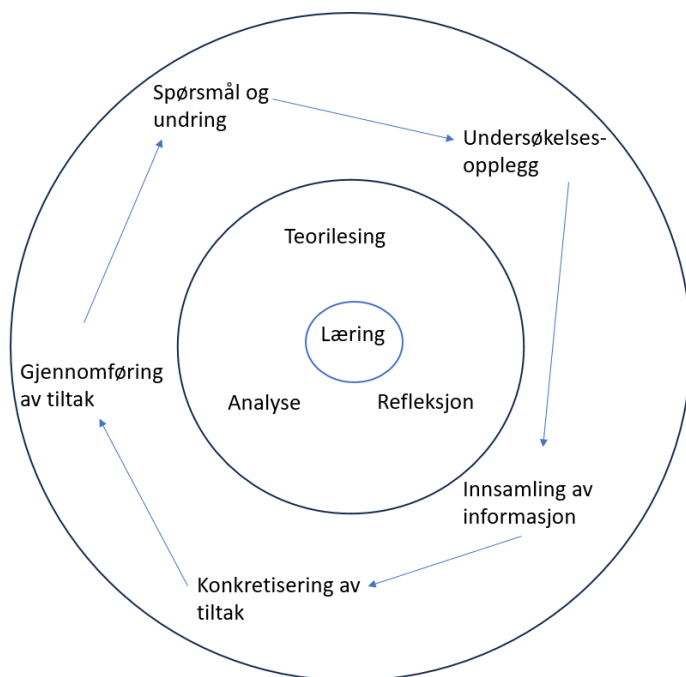 Spørsmål og
undring
Undersøkelses-
opplegg
Teorilesing
Læring
Gjennomføring
av tiltak
Analyse
Refleksjon
Innsamling av
informasjon
Konkretisering av
tiltak